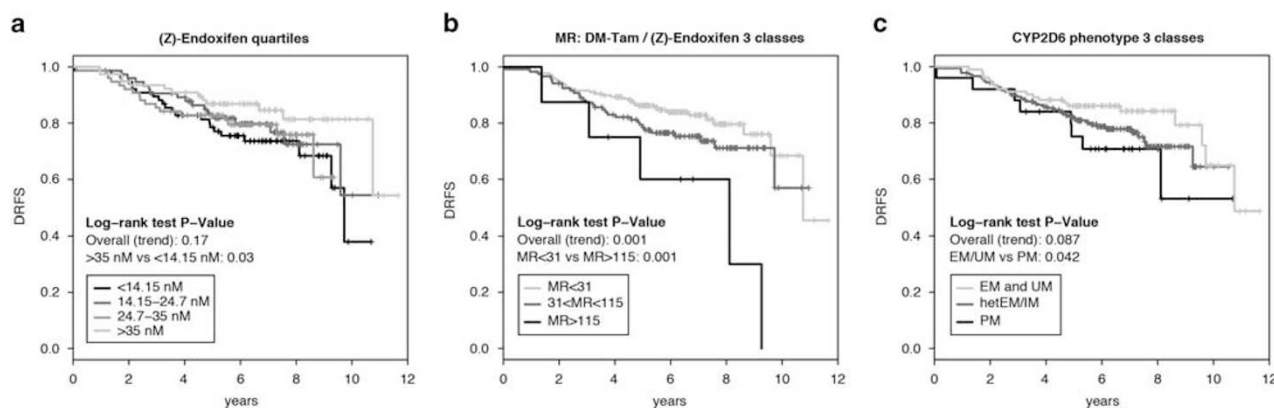 a
(Z)-Endoxifen quartiles
DRFS
1.0
0.8
0.6
0.4
0.2
0.0
Log–rank test P–Value
Overall (trend): 0.17
>35 nM vs <14.15 nM: 0.03
<14.15 nM
14.15–24.7 nM
24.7–35 nM
>35 nM
0 2 4 6 8 10 12
years
b
MR: DM-Tam / (Z)-Endoxifen 3 classes
DRFS
1.0
0.8
0.6
0.4
0.2
0.0
Log–rank test P–Value
Overall (trend): 0.001
MR<31 vs MR>115: 0.001
MR<31
31<MR<115
MR>115
0 2 4 6 8 10 12
years
c
CYP2D6 phenotype 3 classes
DRFS
1.0
0.8
0.6
0.4
0.2
0.0
Log–rank test P–Value
Overall (trend): 0.087
EM/UM vs PM: 0.042
EM and UM
hetEM/IM
PM
0 2 4 6 8 10 12
years